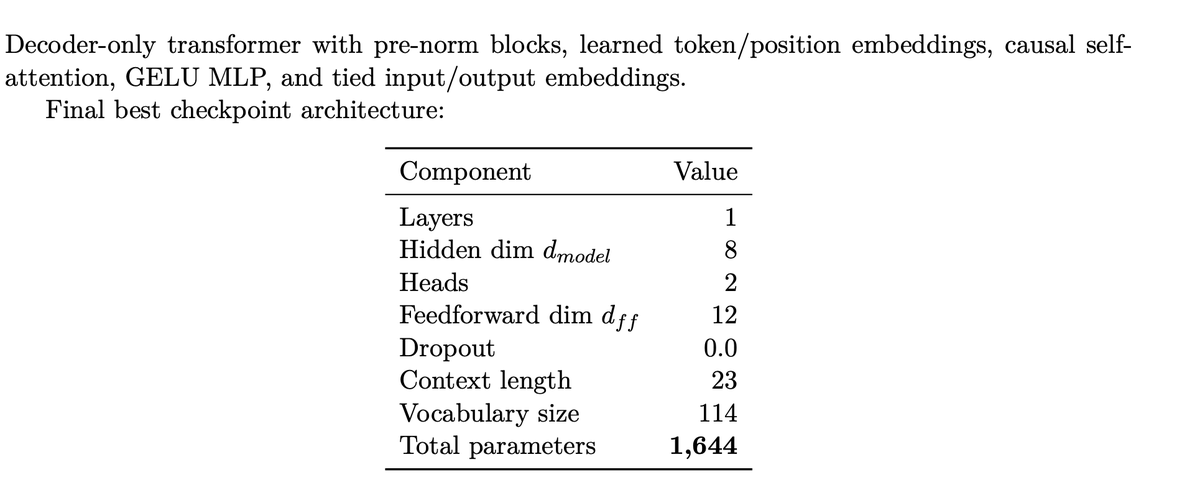 Decoder-only transformer with pre-norm blocks, learned token/position embeddings, causal self-
attention, GELU MLP, and tied input/output embeddings.
Final best checkpoint architecture:
Component Value
Layers 1
Hidden dim d_model 8
Heads 2
Feedforward dim d_ff 12
Dropout 0.0
Context length 23
Vocabulary size 114
Total parameters 1,644